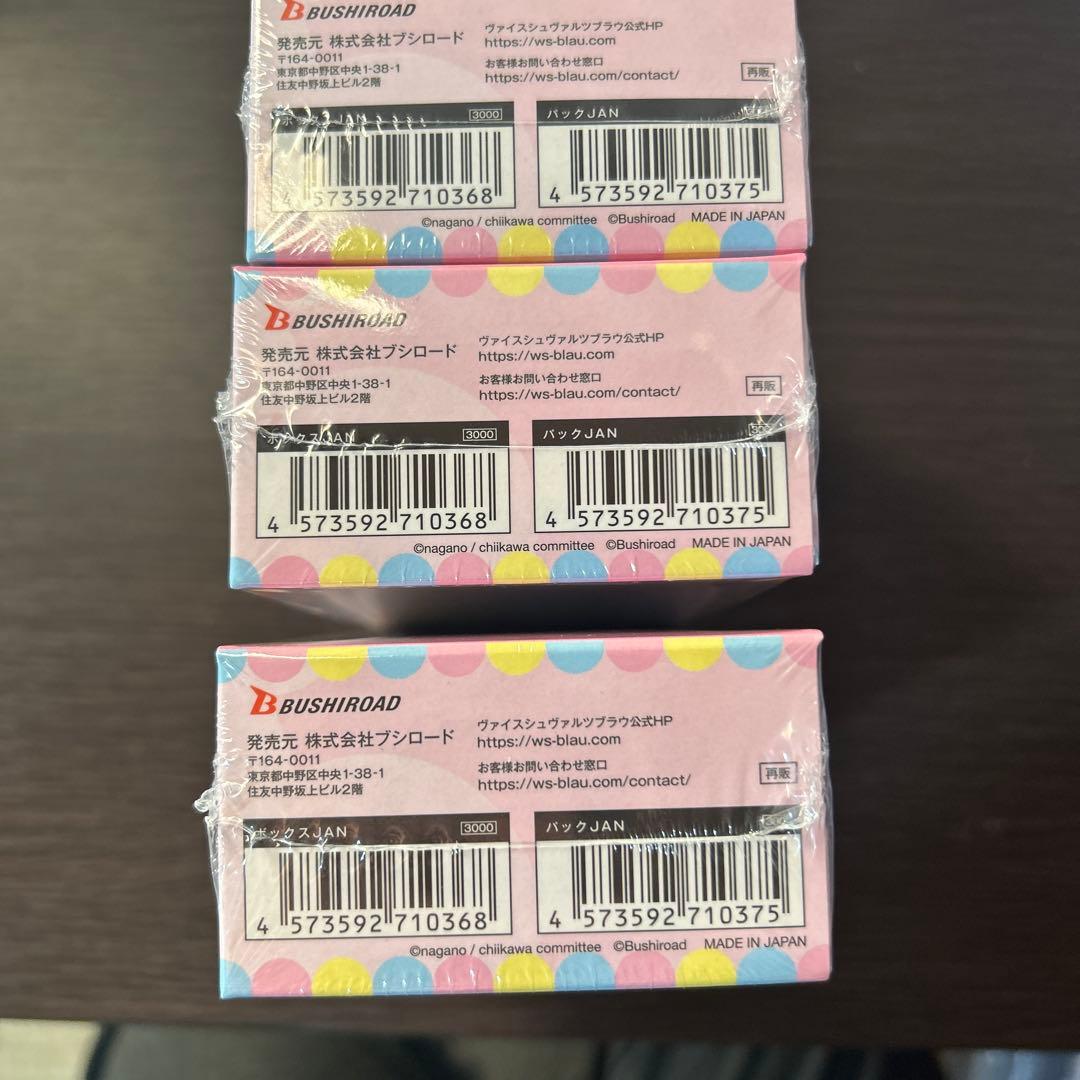 BUSHIROAD
発売元 株式会社ブシロード
〒164-0011
東京都中野区中央1-38-1
住友中野坂上ビル2階
ヴァイスシュヴァルツブラウ公式HP
https://ws-blau.com
お客様お問い合わせ窓口
https://ws-blau.com/contact/
再販
ボックスJAN 3000
4 573592 710368
パックJAN
4 573592 710375
©nagano / chiikawa committee ©Bushiroad MADE IN JAPAN
BUSHIROAD
発売元 株式会社ブシロード
〒164-0011
東京都中野区中央1-38-1
住友中野坂上ビル2階
ヴァイスシュヴァルツブラウ公式HP
https://ws-blau.com
お客様お問い合わせ窓口
https://ws-blau.com/contact/
再販
ボックスJAN 3000
4 573592 710368
パックJAN 300
4 573592 710375
©nagano / chiikawa committee ©Bushiroad MADE IN JAPAN
BUSHIROAD
発売元 株式会社ブシロード
〒164-0011
東京都中野区中央1-38-1
住友中野坂上ビル2階
ヴァイスシュヴァルツブラウ公式HP
https://ws-blau.com
お客様お問い合わせ窓口
https://ws-blau.com/contact/
再販
ボックスJAN 3000
4 573592 710368
パックJAN
4 573592 710375
©nagano / chiikawa committee ©Bushiroad MADE IN JAPAN